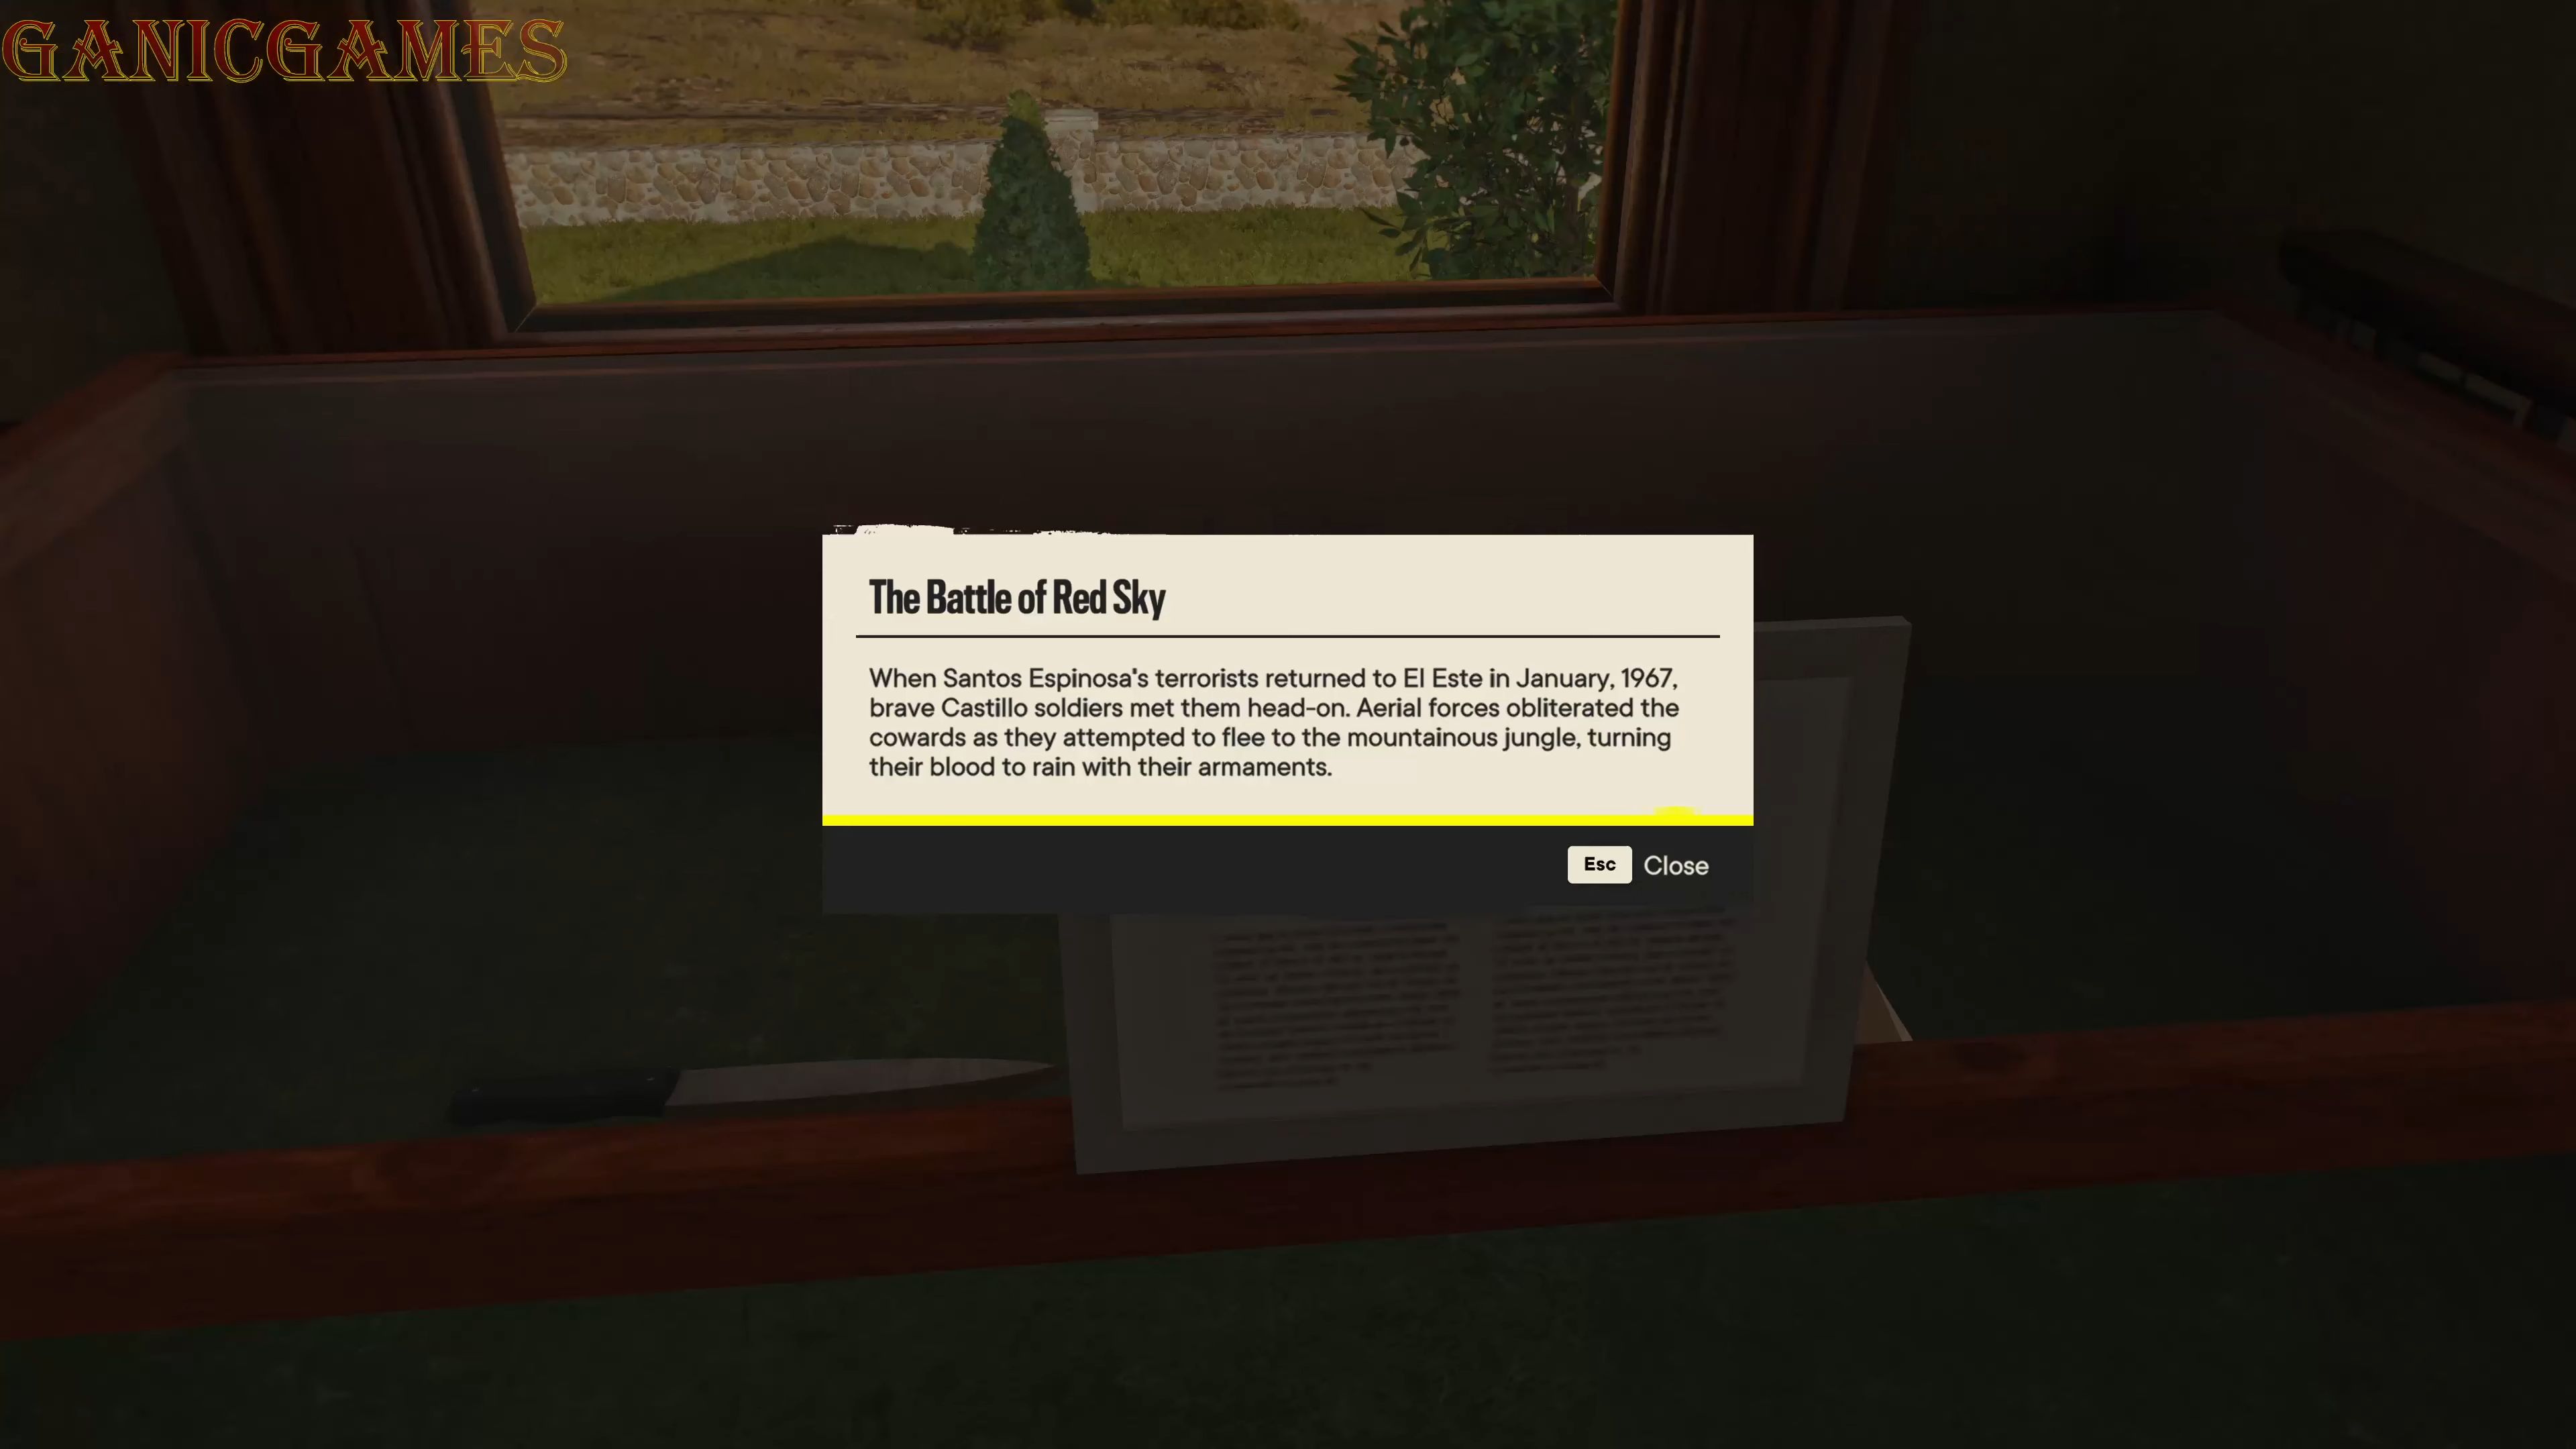 GANICGAMES
The Battle of Red Sky
When Santos Espinosa's terrorists returned to El Este in January, 1967,
brave Castillo soldiers met them head-on. Aerial forces obliterated the
cowards as they attempted to flee to the mountainous jungle, turning
their blood to rain with their armaments.
Esc Close